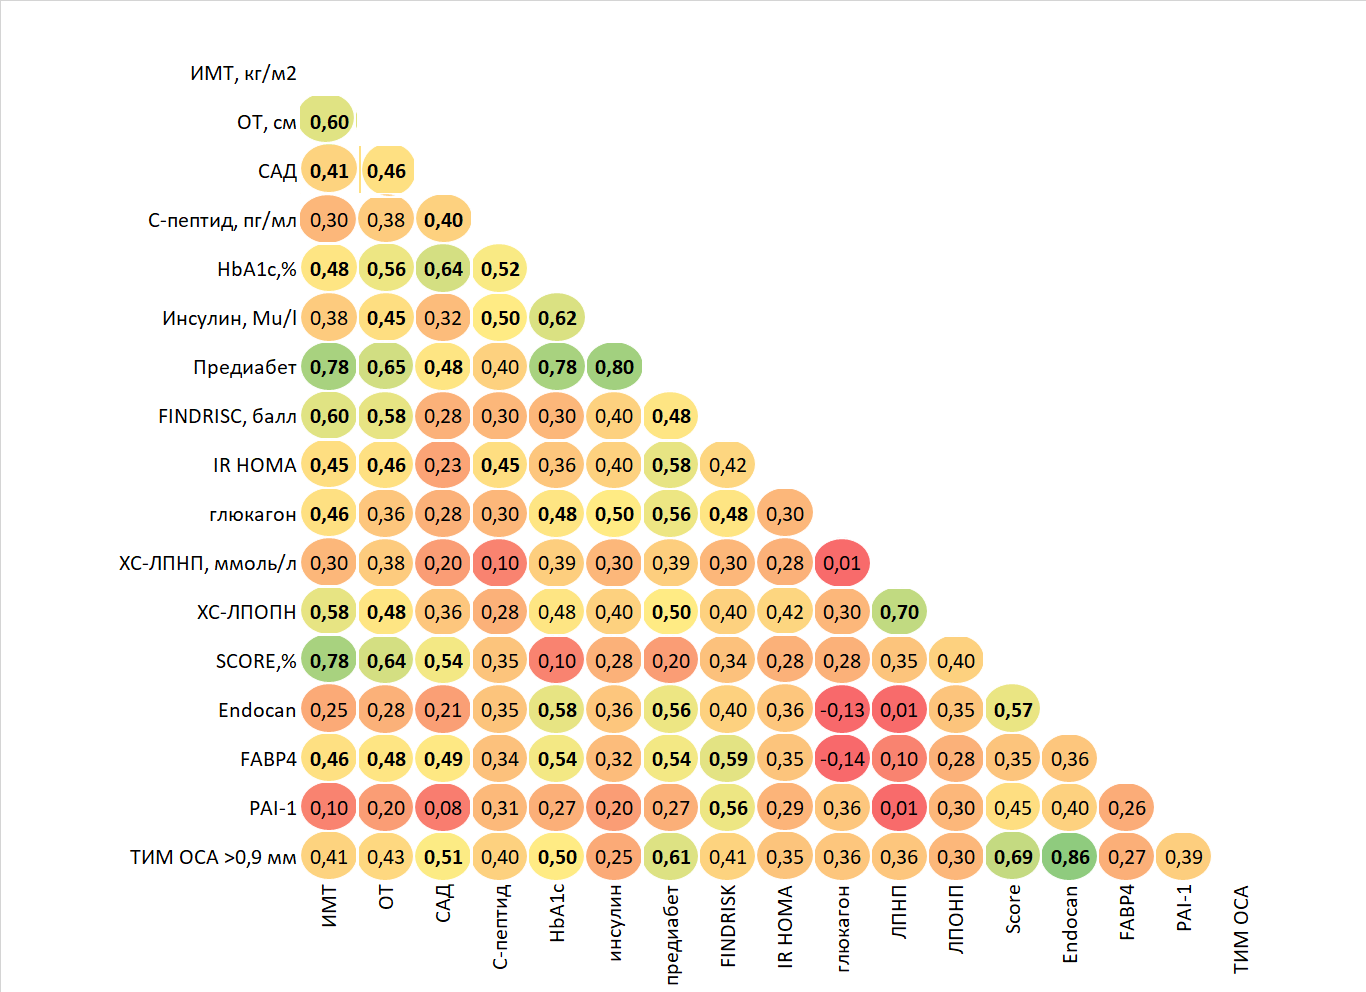 ИМТ, кг/м2
ОТ, см 0,60
САД 0,41 0,46
С-пептид, пг/мл 0,30 0,38 0,40
HbA1c,% 0,48 0,56 0,64 0,52
Инсулин, Mu/l 0,38 0,45 0,32 0,50 0,62
Предиабет 0,78 0,65 0,48 0,40 0,78 0,80
FINDRISC, балл 0,60 0,58 0,28 0,30 0,30 0,40 0,48
IR HOMA 0,45 0,46 0,23 0,45 0,36 0,40 0,58 0,42
глюкагон 0,46 0,36 0,28 0,30 0,48 0,50 0,56 0,48 0,30
ХС-ЛПНП, ммоль/л 0,30 0,38 0,20 0,10 0,39 0,30 0,39 0,30 0,28 0,01
ХС-ЛПОПН 0,58 0,48 0,36 0,28 0,48 0,40 0,50 0,40 0,42 0,30 0,70
SCORE,% 0,78 0,64 0,54 0,35 0,10 0,28 0,20 0,34 0,28 0,28 0,35 0,40
Endocan 0,25 0,28 0,21 0,35 0,58 0,36 0,56 0,40 0,36 -0,13 0,01 0,35 0,57
FABP4 0,46 0,48 0,49 0,34 0,54 0,32 0,54 0,59 0,35 -0,14 0,10 0,28 0,35 0,36
PAI-1 0,10 0,20 0,08 0,31 0,27 0,20 0,27 0,56 0,29 0,36 0,01 0,30 0,45 0,40 0,26
ТИМ ОСА >0,9 мм 0,41 0,43 0,51 0,40 0,50 0,25 0,61 0,41 0,35 0,36 0,36 0,30 0,69 0,86 0,27 0,39
ИМТ ОТ САД С-пептид HbA1c инсулин предиабет FINDRISK IR HOMA глюкагон ЛПНП ЛПОНП Score Endocan FABP4 PAI-1 ТИМ ОСА